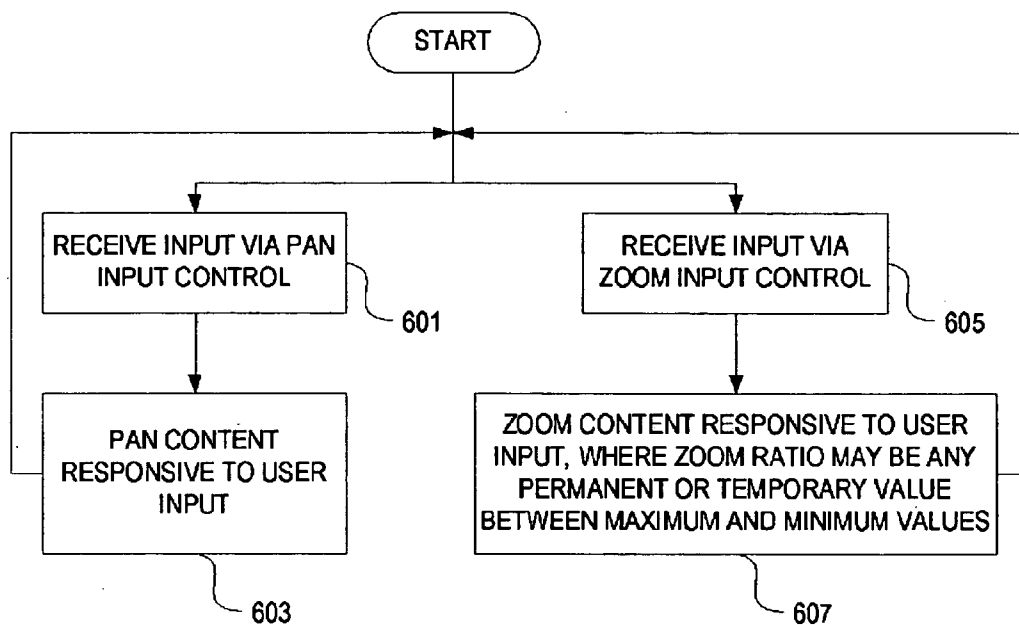 START
RECEIVE INPUT VIA PAN
INPUT CONTROL
601
RECEIVE INPUT VIA
ZOOM INPUT CONTROL
605
PAN CONTENT
RESPONSIVE TO USER
INPUT
603
ZOOM CONTENT RESPONSIVE TO USER
INPUT, WHERE ZOOM RATIO MAY BE ANY
PERMANENT OR TEMPORARY VALUE
BETWEEN MAXIMUM AND MINIMUM VALUES
607